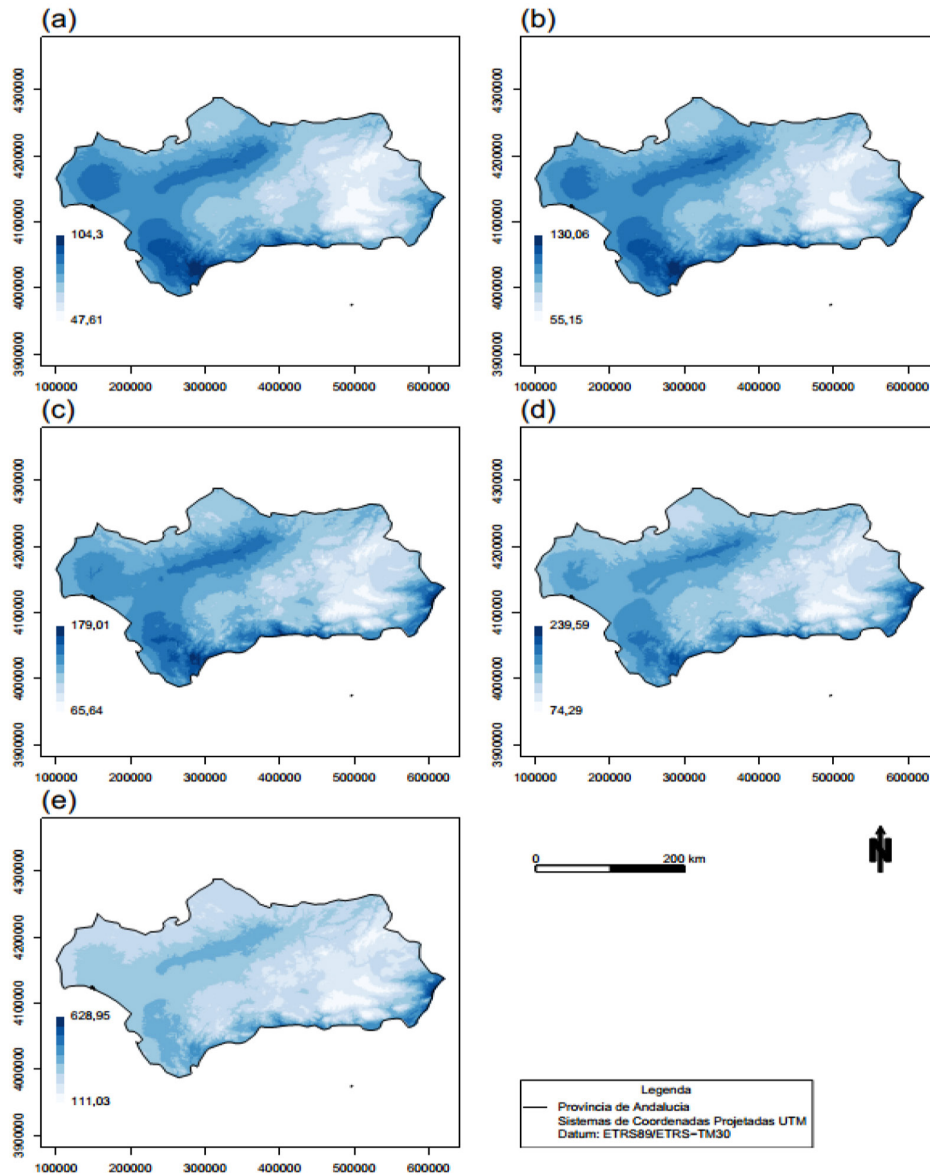 (a)
4300000
4200000
4100000
4000000
3900000
104,3
47,61
100000 200000 300000 400000 500000 600000
(b)
4300000
4200000
4100000
4000000
3900000
130,06
55,15
100000 200000 300000 400000 500000 600000
(c)
4300000
4200000
4100000
4000000
3900000
179,01
65,64
100000 200000 300000 400000 500000 600000
(d)
4300000
4200000
4100000
4000000
3900000
239,59
74,29
100000 200000 300000 400000 500000 600000
(e)
4300000
4200000
4100000
4000000
3900000
628,95
111,03
100000 200000 300000 400000 500000 600000
0 200 km
N
Legenda
Província de Andalucía
Sistemas de Coordenadas Projetadas UTM
Datum: ETRS89/ETRS-TM30